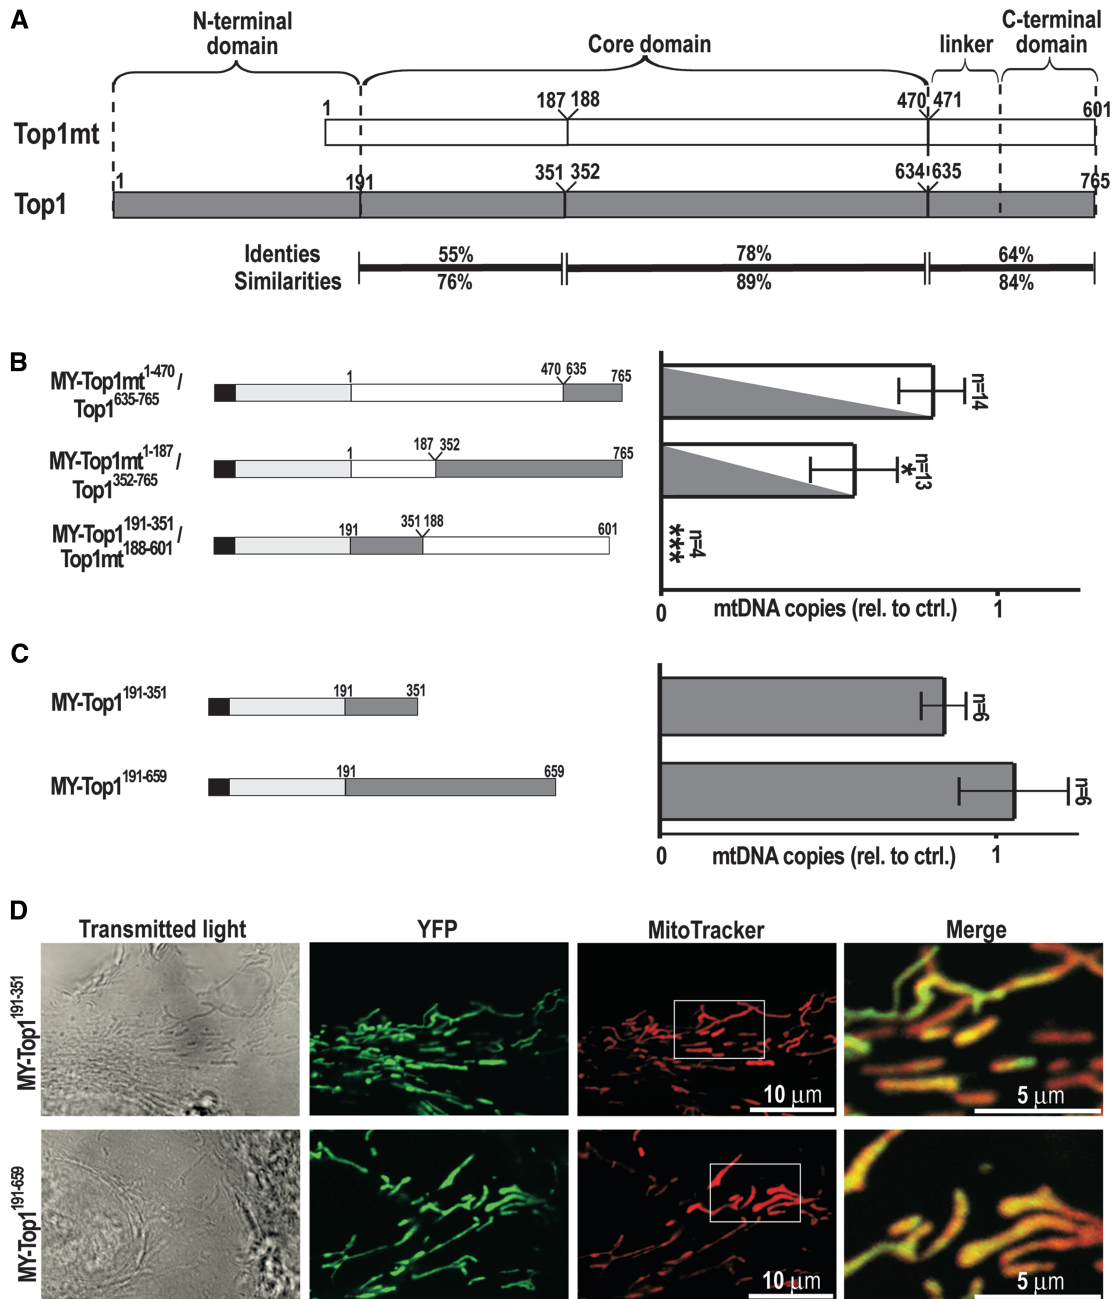 A
N-terminal domain
Core domain
linker
C-terminal domain
Top1mt
1
187 188
470 471
601
Top1
1
191
351 352
634 635
765
Identies 55% 78% 64%
Similarities 76% 89% 84%
B
MY-Top1mt1-470 /
Top1635-765
1
470 635
765
n=14
MY-Top1mt1-187 /
Top1352-765
1
187 352
765
* n=13
MY-Top1191-351 /
Top1mt188-601
191
351 188
601
*** n=4
0
mtDNA copies (rel. to ctrl.)
1
C
MY-Top1191-351
191
351
n=6
MY-Top1191-659
191
659
n=6
0
mtDNA copies (rel. to ctrl.)
1
D
Transmitted light
YFP
MitoTracker
Merge
MY-Top1191-351
10 µm
5 µm
MY-Top1191-659
10 µm
5 µm